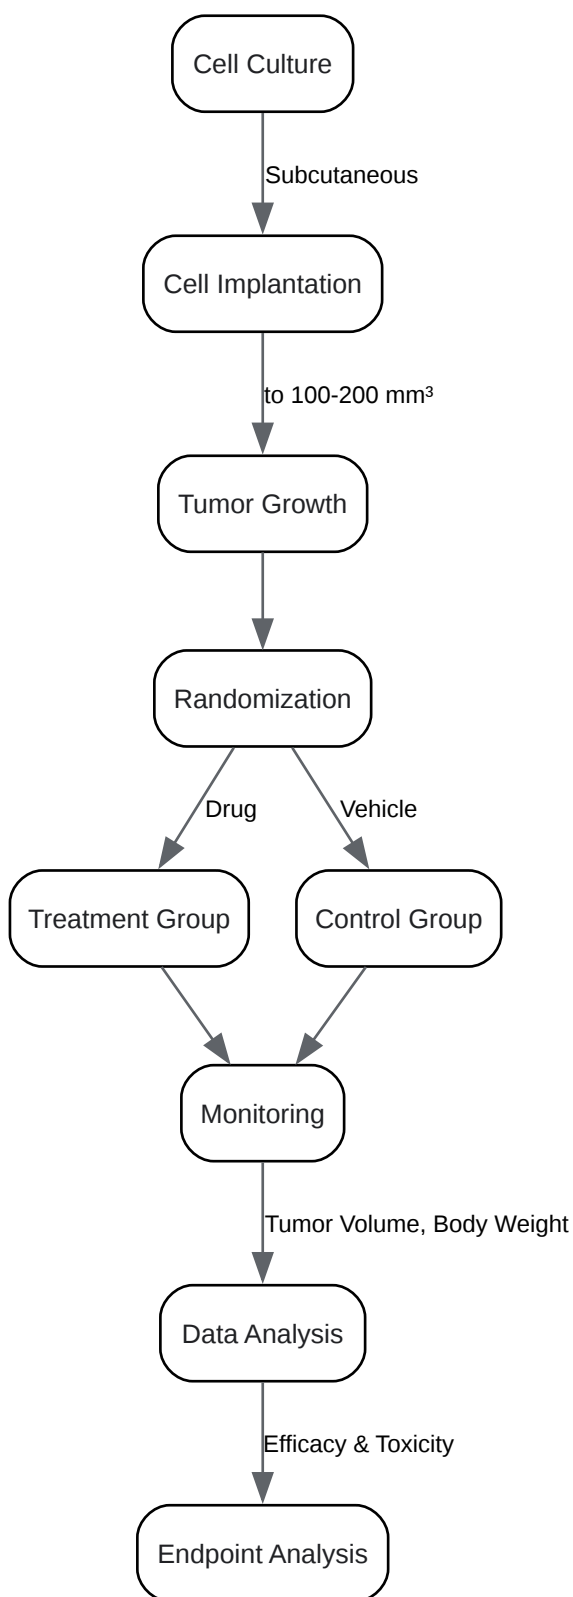 Cell Culture
Subcutaneous
Cell Implantation
to 100-200 mm³
Tumor Growth
Randomization
Drug
Vehicle
Treatment Group
Control Group
Monitoring
Tumor Volume, Body Weight
Data Analysis
Efficacy & Toxicity
Endpoint Analysis